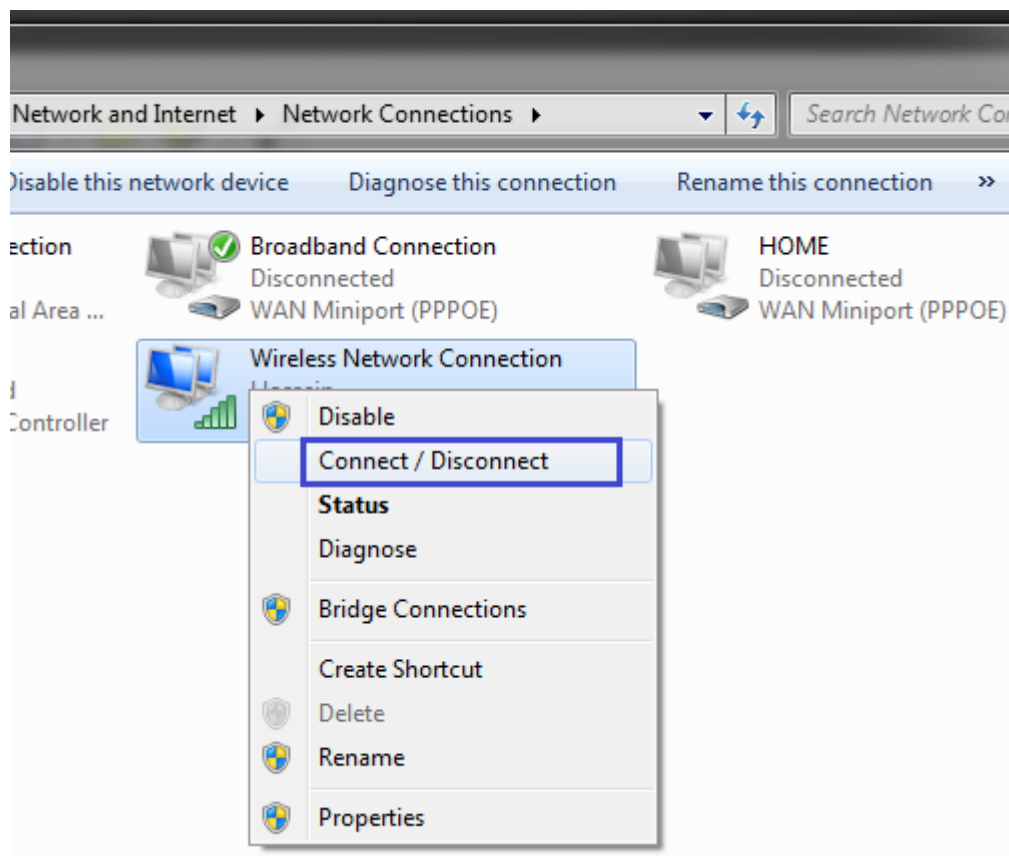 Network and Internet ▸ Network Connections ▸ Search Network Co
Disable this network device Diagnose this connection Rename this connection »
ection
al Area ...
Broadband Connection
Disconnected
WAN Miniport (PPPOE)
HOME
Disconnected
WAN Miniport (PPPOE)
Controller
Wireless Network Connection
Disable
Connect / Disconnect
Status
Diagnose
Bridge Connections
Create Shortcut
Delete
Rename
Properties